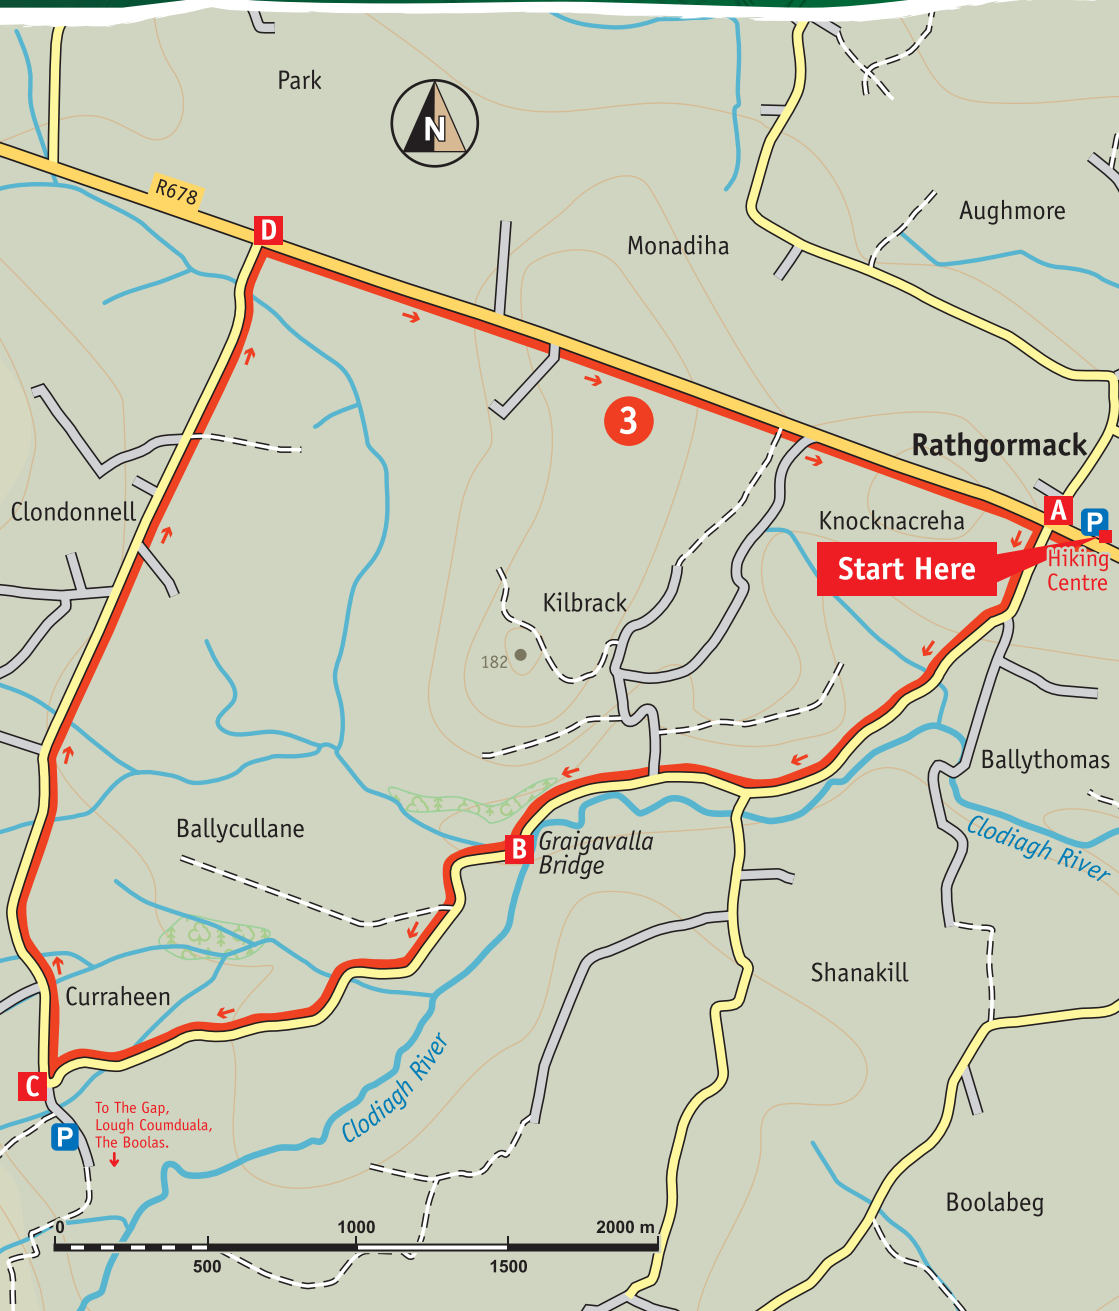 Park
N
R678
D
Aughmore
Monadiha
3
Rathgormack
A
P
Clondonnell
Knocknacreha
Start Here
Hiking
Centre
Kilbrack
182
Ballythomas
Ballycullane
B
Graigavalla
Bridge
Clodiagh River
Shanakill
Curraheen
C
Clodiagh River
To The Gap,
Lough Coumduala,
The Boolas.
P
Boolabeg
0 1000 2000 m
500 1500